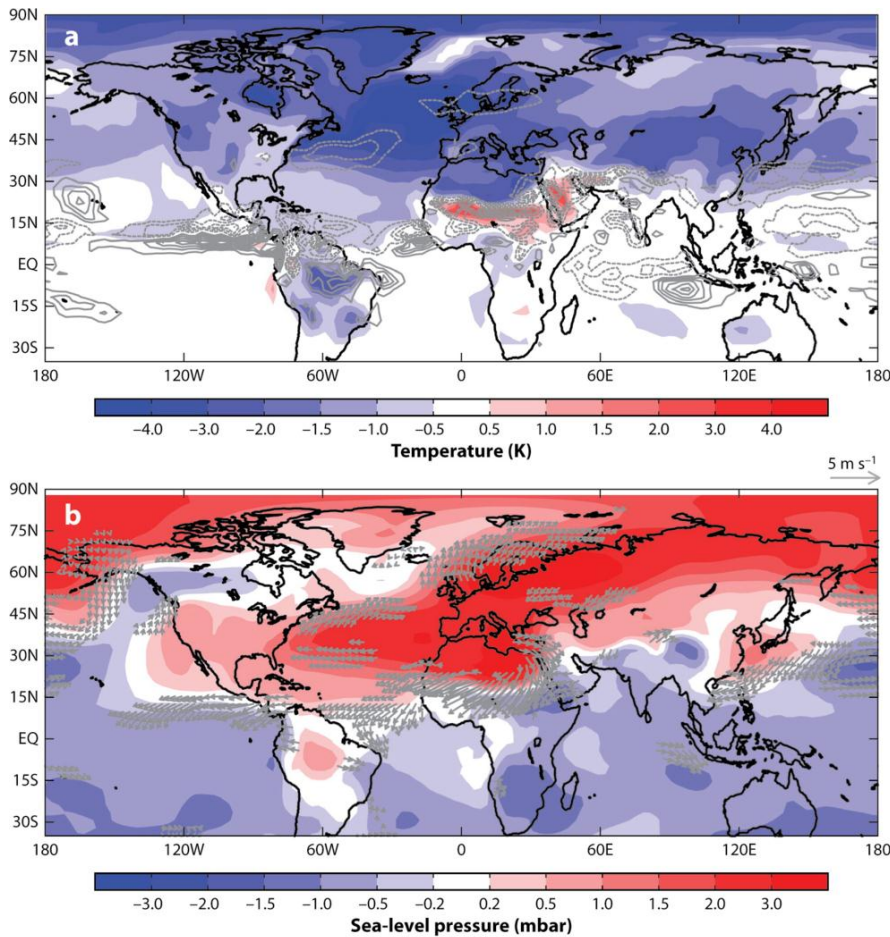 a
90N
75N
60N
45N
30N
15N
EQ
15S
30S
180 120W 60W 0 60E 120E 180
−4.0 −3.0 −2.0 −1.5 −1.0 −0.5 0.5 1.0 1.5 2.0 3.0 4.0
Temperature (K)
5 m s⁻¹
b
90N
75N
60N
45N
30N
15N
EQ
15S
30S
180 120W 60W 0 60E 120E 180
−3.0 −2.0 −1.5 −1.0 −0.5 −0.2 0.2 0.5 1.0 1.5 2.0 3.0
Sea-level pressure (mbar)